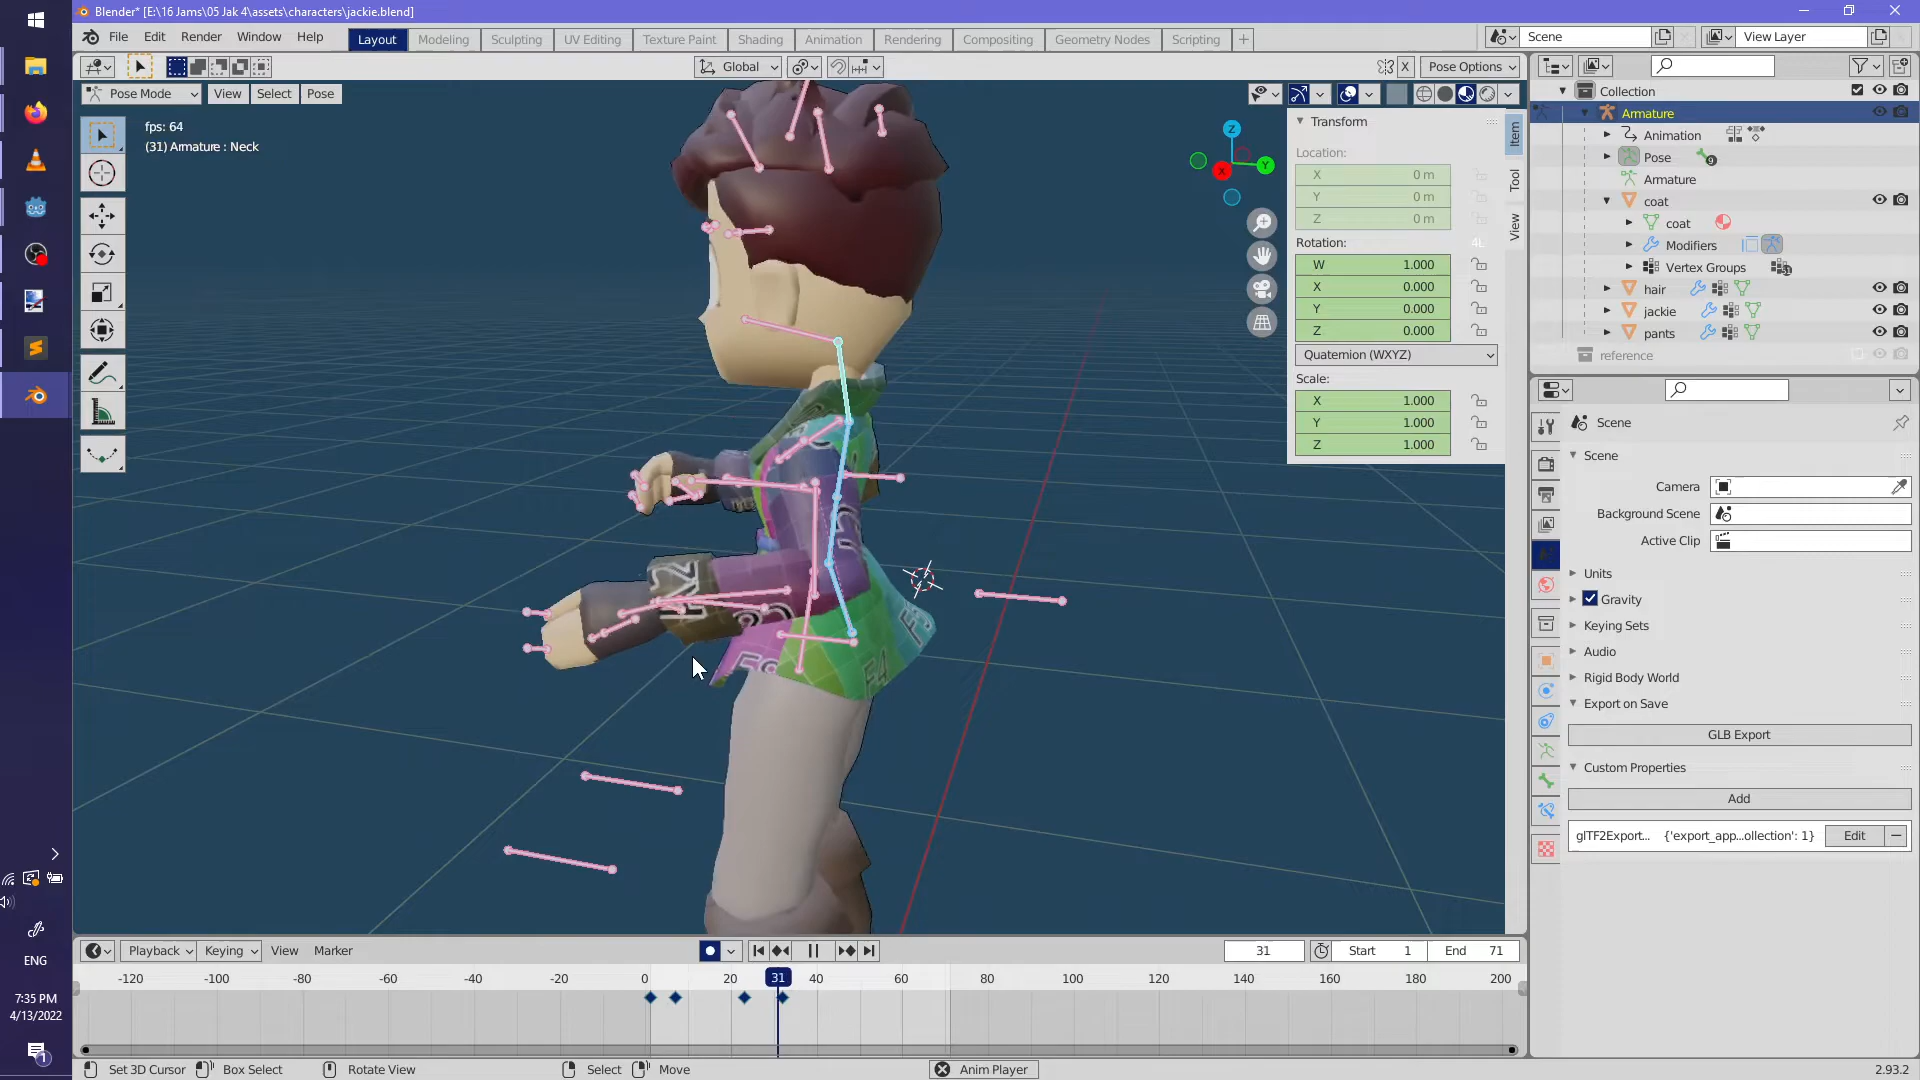 Blender* [E:\16 Jams\05 Jak 4\assets\characters\jackie.blend]
File Edit Render Window Help Layout Modeling Sculpting UV Editing Texture Paint Shading Animation Rendering Compositing Geometry Nodes Scripting + Scene View Layer
Global Pose Options
Pose Mode View Select Pose
fps: 64
(31) Armature : Neck
Z
Y
X
Transform
Location:
X 0 m
Y 0 m
Z 0 m
Rotation: 4L
W 1.000
X 0.000
Y 0.000
Z 0.000
Quaternion (WXYZ)
Scale:
X 1.000
Y 1.000
Z 1.000
Item
Tool
View
Collection
Armature
Animation
Pose 9
Armature
coat
coat
Modifiers
Vertex Groups
hair
jackie
pants
reference
Scene
Scene
Camera
Background Scene
Active Clip
Units
Gravity
Keying Sets
Audio
Rigid Body World
Export on Save
GLB Export
Custom Properties
Add
glTF2Export... {'export_app...ollection': 1} Edit
F4
Playback Keying View Marker 31 Start 1 End 71
-120 -100 -80 -60 -40 -20 0 20 31 40 60 80 100 120 140 160 180 200
Set 3D Cursor Box Select Rotate View Select Move Anim Player 2.93.2
ENG
7:35 PM
4/13/2022
1